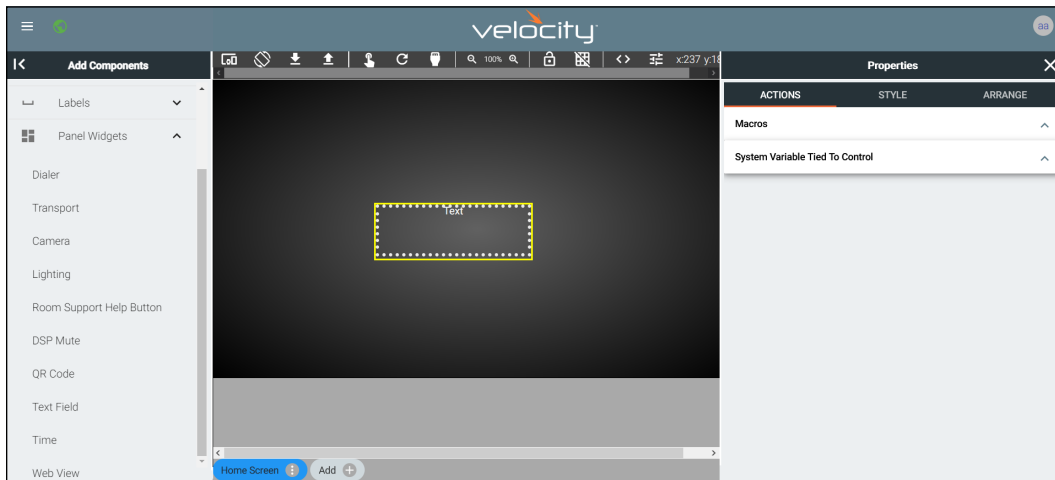 velocity
aa
Add Components
100%
x:237 y:18
Properties
ACTIONS STYLE ARRANGE
Labels
Macros
Panel Widgets
System Variable Tied To Control
Dialer
Transport
Text
Camera
Lighting
Room Support Help Button
DSP Mute
QR Code
Text Field
Time
Home Screen Add
Web View